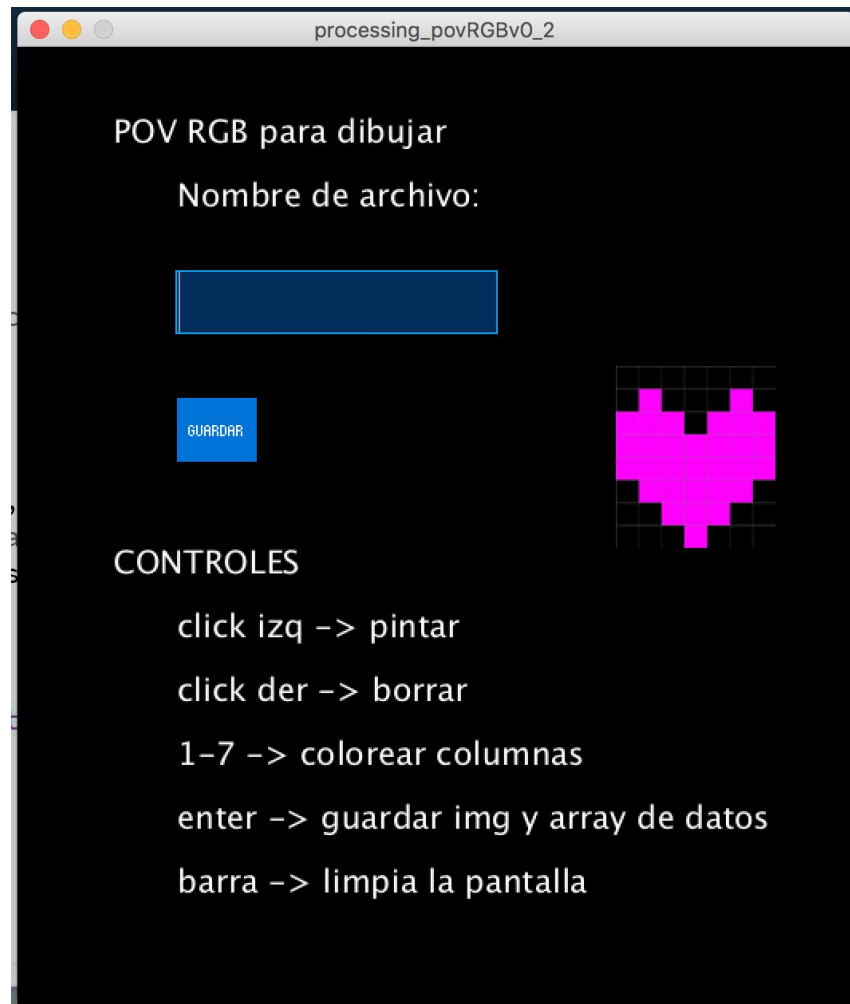 processing_povRGBv0_2
POV RGB para dibujar
Nombre de archivo:
GUARDAR
CONTROLES
click izq -> pintar
click der -> borrar
1-7 -> colorear columnas
enter -> guardar img y array de datos
barra -> limpia la pantalla